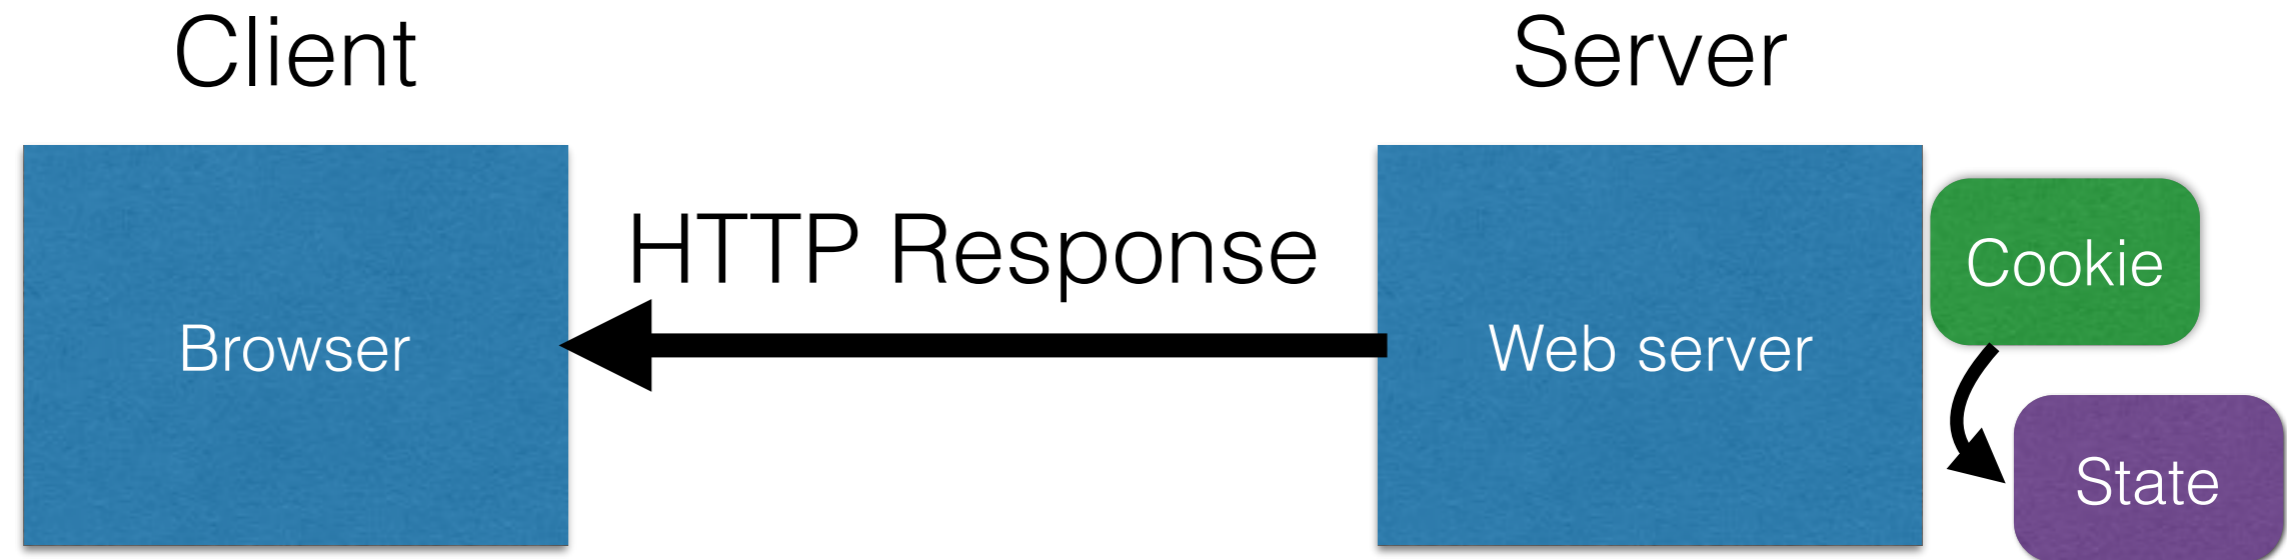 Client
Server
HTTP Response
Browser
Web server
Cookie
State